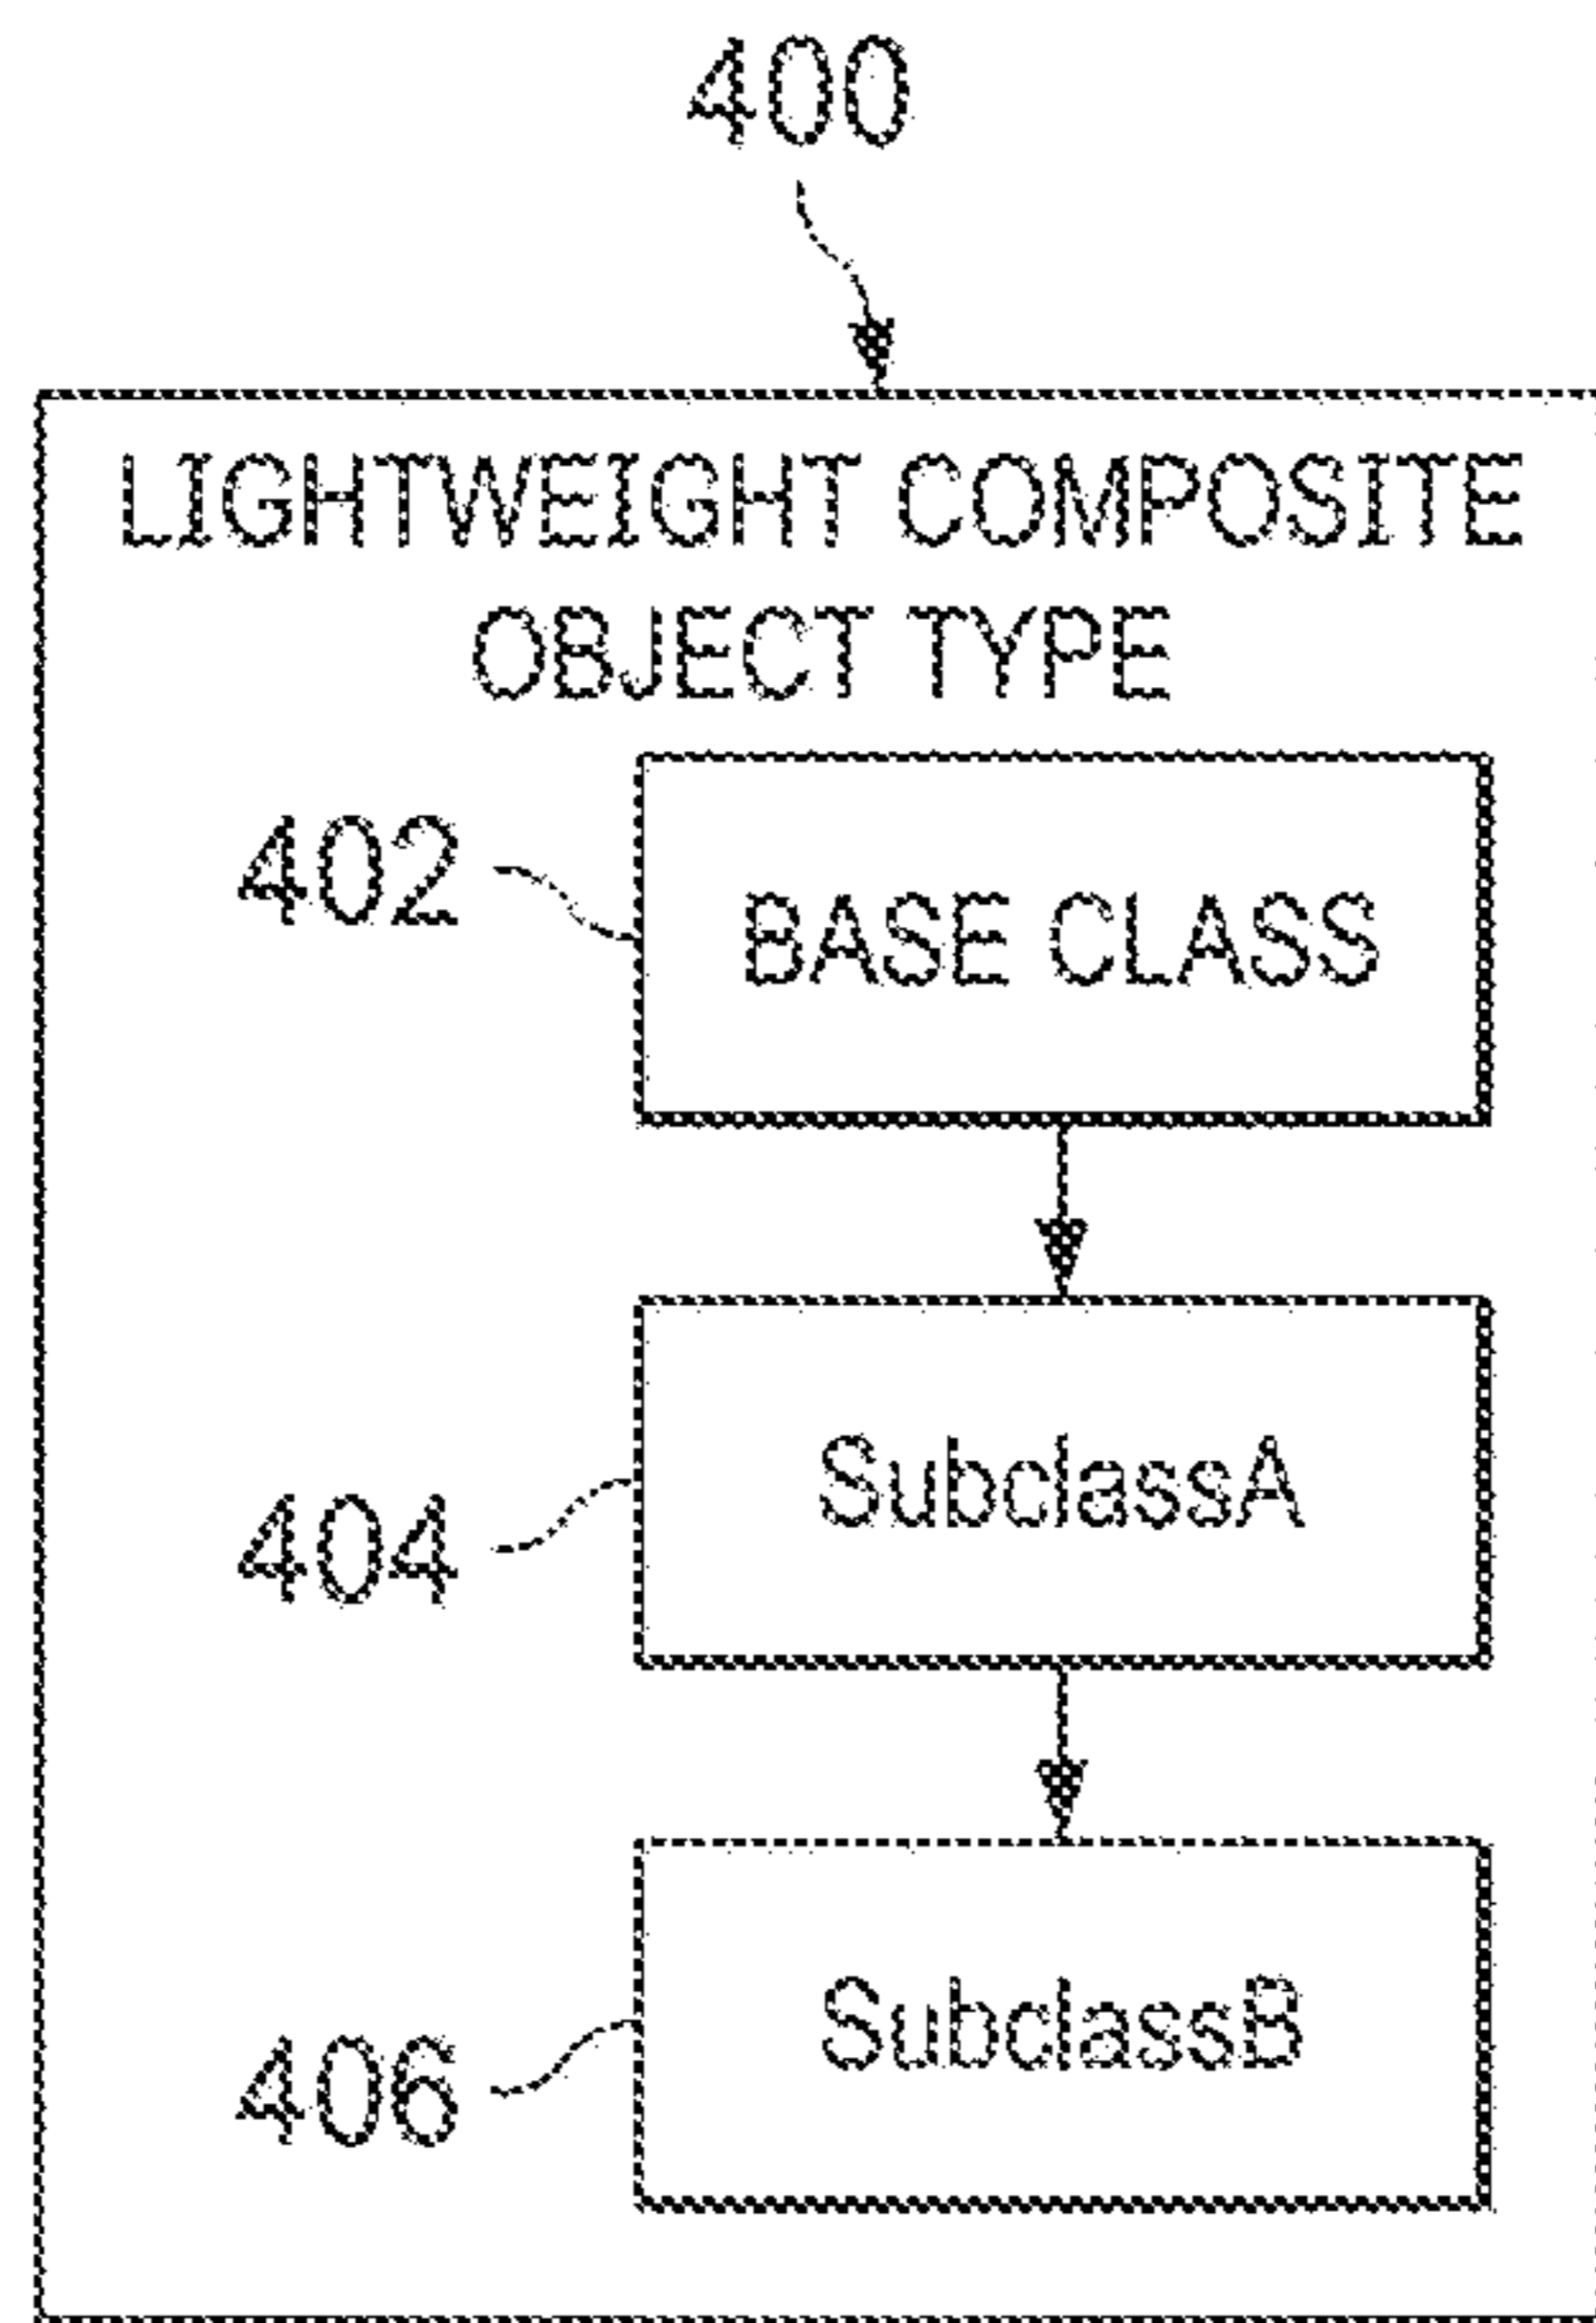 400
LIGHTWEIGHT COMPOSITE
OBJECT TYPE
402
BASE CLASS
SubclassA
404
SubclassB
406